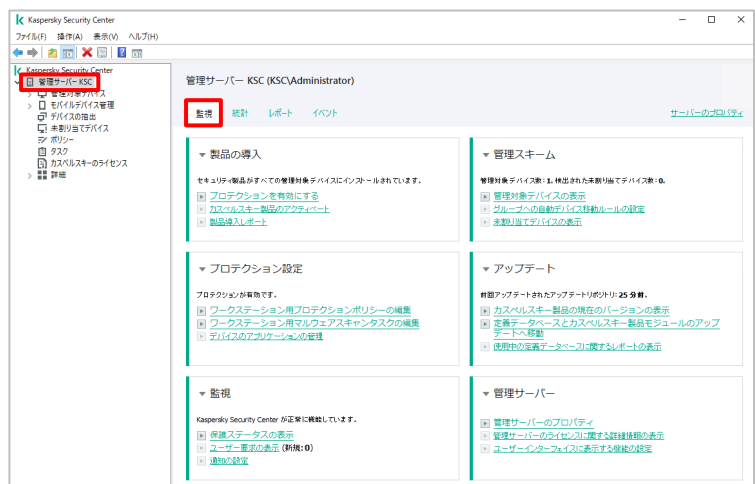 Kaspersky Security Center
ファイル(F) 操作(A) 表示(V) ヘルプ(H)
Kaspersky Security Center
管理サーバー KSC
管理対象デバイス
モバイルデバイス管理
デバイスの抽出
未割り当てデバイス
ポリシー
タスク
カスペルスキーのライセンス
詳細
管理サーバー KSC (KSC\Administrator)
監視 統計 レポート イベント サーバーのプロパティ
製品の導入
セキュリティ製品がすべての管理対象デバイスにインストールされています。
プロテクションを有効にする
カスペルスキー製品のアクティベート
製品導入レポート
管理スキーム
管理対象デバイス数: 1。検出された未割り当てデバイス数: 0。
管理対象デバイスの表示
グループへの自動デバイス移動ルールの設定
未割り当てデバイスの表示
プロテクション設定
プロテクションが有効です。
ワークステーション用プロテクションポリシーの編集
ワークステーション用マルウェアスキャンタスクの編集
デバイスのアプリケーションの管理
アップデート
前回アップデートされたアップデートリポジトリ: 25 分前。
カスペルスキー製品の現在のバージョンの表示
定義データベースとカスペルスキー製品モジュールのアップ
デートへ移動
使用中の定義データベースに関するレポートの表示
監視
Kaspersky Security Center が正常に機能しています。
保護ステータスの表示
ユーザー要求の表示 (新規: 0)
通知の設定
管理サーバー
管理サーバーのプロパティ
管理サーバーのライセンスに関する詳細情報の表示
ユーザーインターフェイスに表示する機能の設定